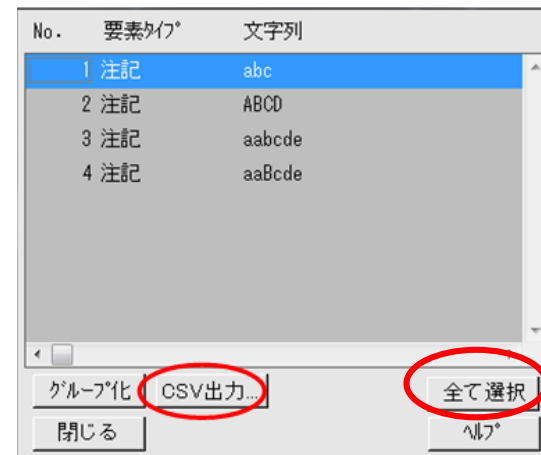 No. 要素ﾀｲﾌﾟ 文字列
1 注記 abc
2 注記 ABCD
3 注記 aabcde
4 注記 aaBcde
ｸﾞﾙｰﾌﾟ化 CSV出力... 全て選択
閉じる ﾍﾙﾌﾟ